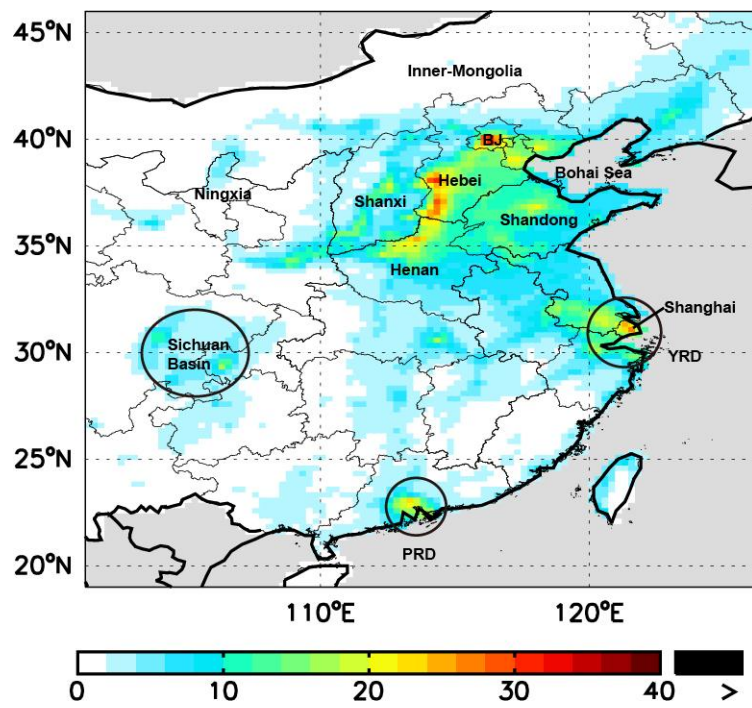 45°N
Inner-Mongolia
40°N
BJ
Bohai Sea
Ningxia
Hebei
Shanxi
Shandong
35°N
Henan
Shanghai
Sichuan
Basin
30°N
YRD
25°N
PRD
20°N
110°E 120°E
0 10 20 30 40 >